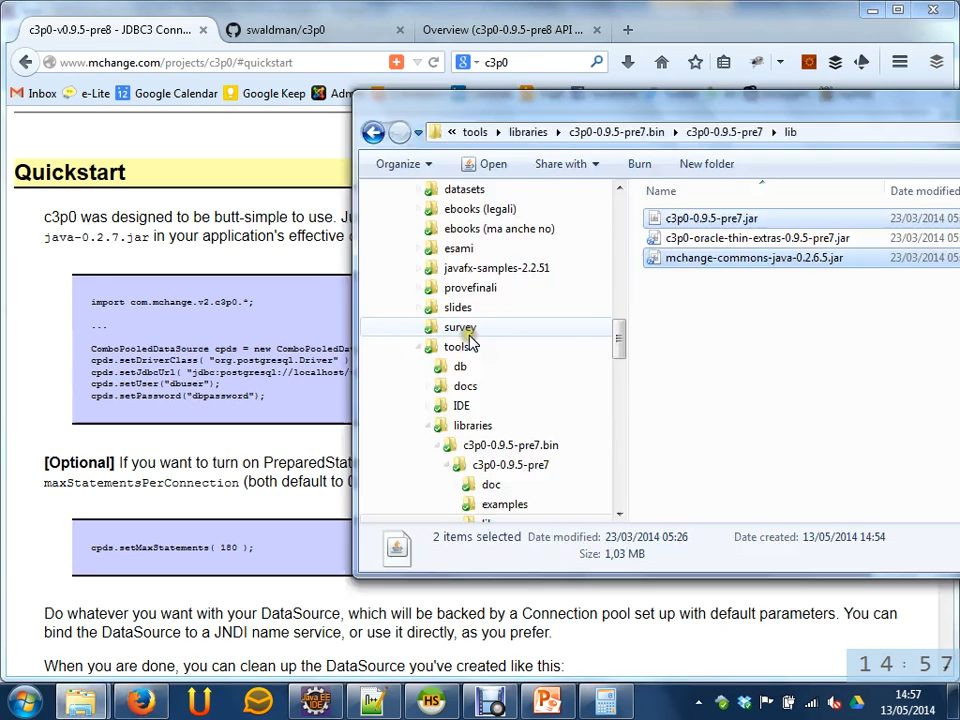 c3p0-v0.9.5-pre8 - JDBC3 Conn...
swaldman/c3p0
Overview (c3p0-0.9.5-pre8 API ...
www.mchange.com/projects/c3p0/#quickstart
c3p0
Inbox
e-Lite
Google Calendar
Google Keep
Adm
Quickstart
c3p0 was designed to be butt-simple to use. Ju
java-0.2.7.jar in your application's effective
import com.mchange.v2.c3p0.*;
...
ComboPooledDataSource cpds = new ComboPooledDat
cpds.setDriverClass( "org.postgresql.Driver" )
cpds.setJdbcUrl( "jdbc:postgresql://localhost/
cpds.setUser("dbuser");
cpds.setPassword("dbpassword");
[Optional] If you want to turn on PreparedStat
maxStatementsPerConnection (both default to 0
cpds.setMaxStatements( 180 );
Do whatever you want with your DataSource, which will be backed by a Connection pool set up with default parameters. You can
bind the DataSource to a JNDI name service, or use it directly, as you prefer.
When you are done, you can clean up the DataSource you've created like this:
« tools libraries c3p0-0.9.5-pre7.bin c3p0-0.9.5-pre7 lib
Organize Open Share with Burn New folder
datasets
ebooks (legali)
ebooks (ma anche no)
esami
javafx-samples-2.2.51
provefinali
slides
survey
tools
db
docs
IDE
libraries
c3p0-0.9.5-pre7.bin
c3p0-0.9.5-pre7
doc
examples
Name Date modified
c3p0-0.9.5-pre7.jar 23/03/2014 05:
c3p0-oracle-thin-extras-0.9.5-pre7.jar 23/03/2014 05:
mchange-commons-java-0.2.6.5.jar 23/03/2014 05:
2 items selected Date modified: 23/03/2014 05:26 Date created: 13/05/2014 14:54
Size: 1,03 MB
14:57
14:57
13/05/2014